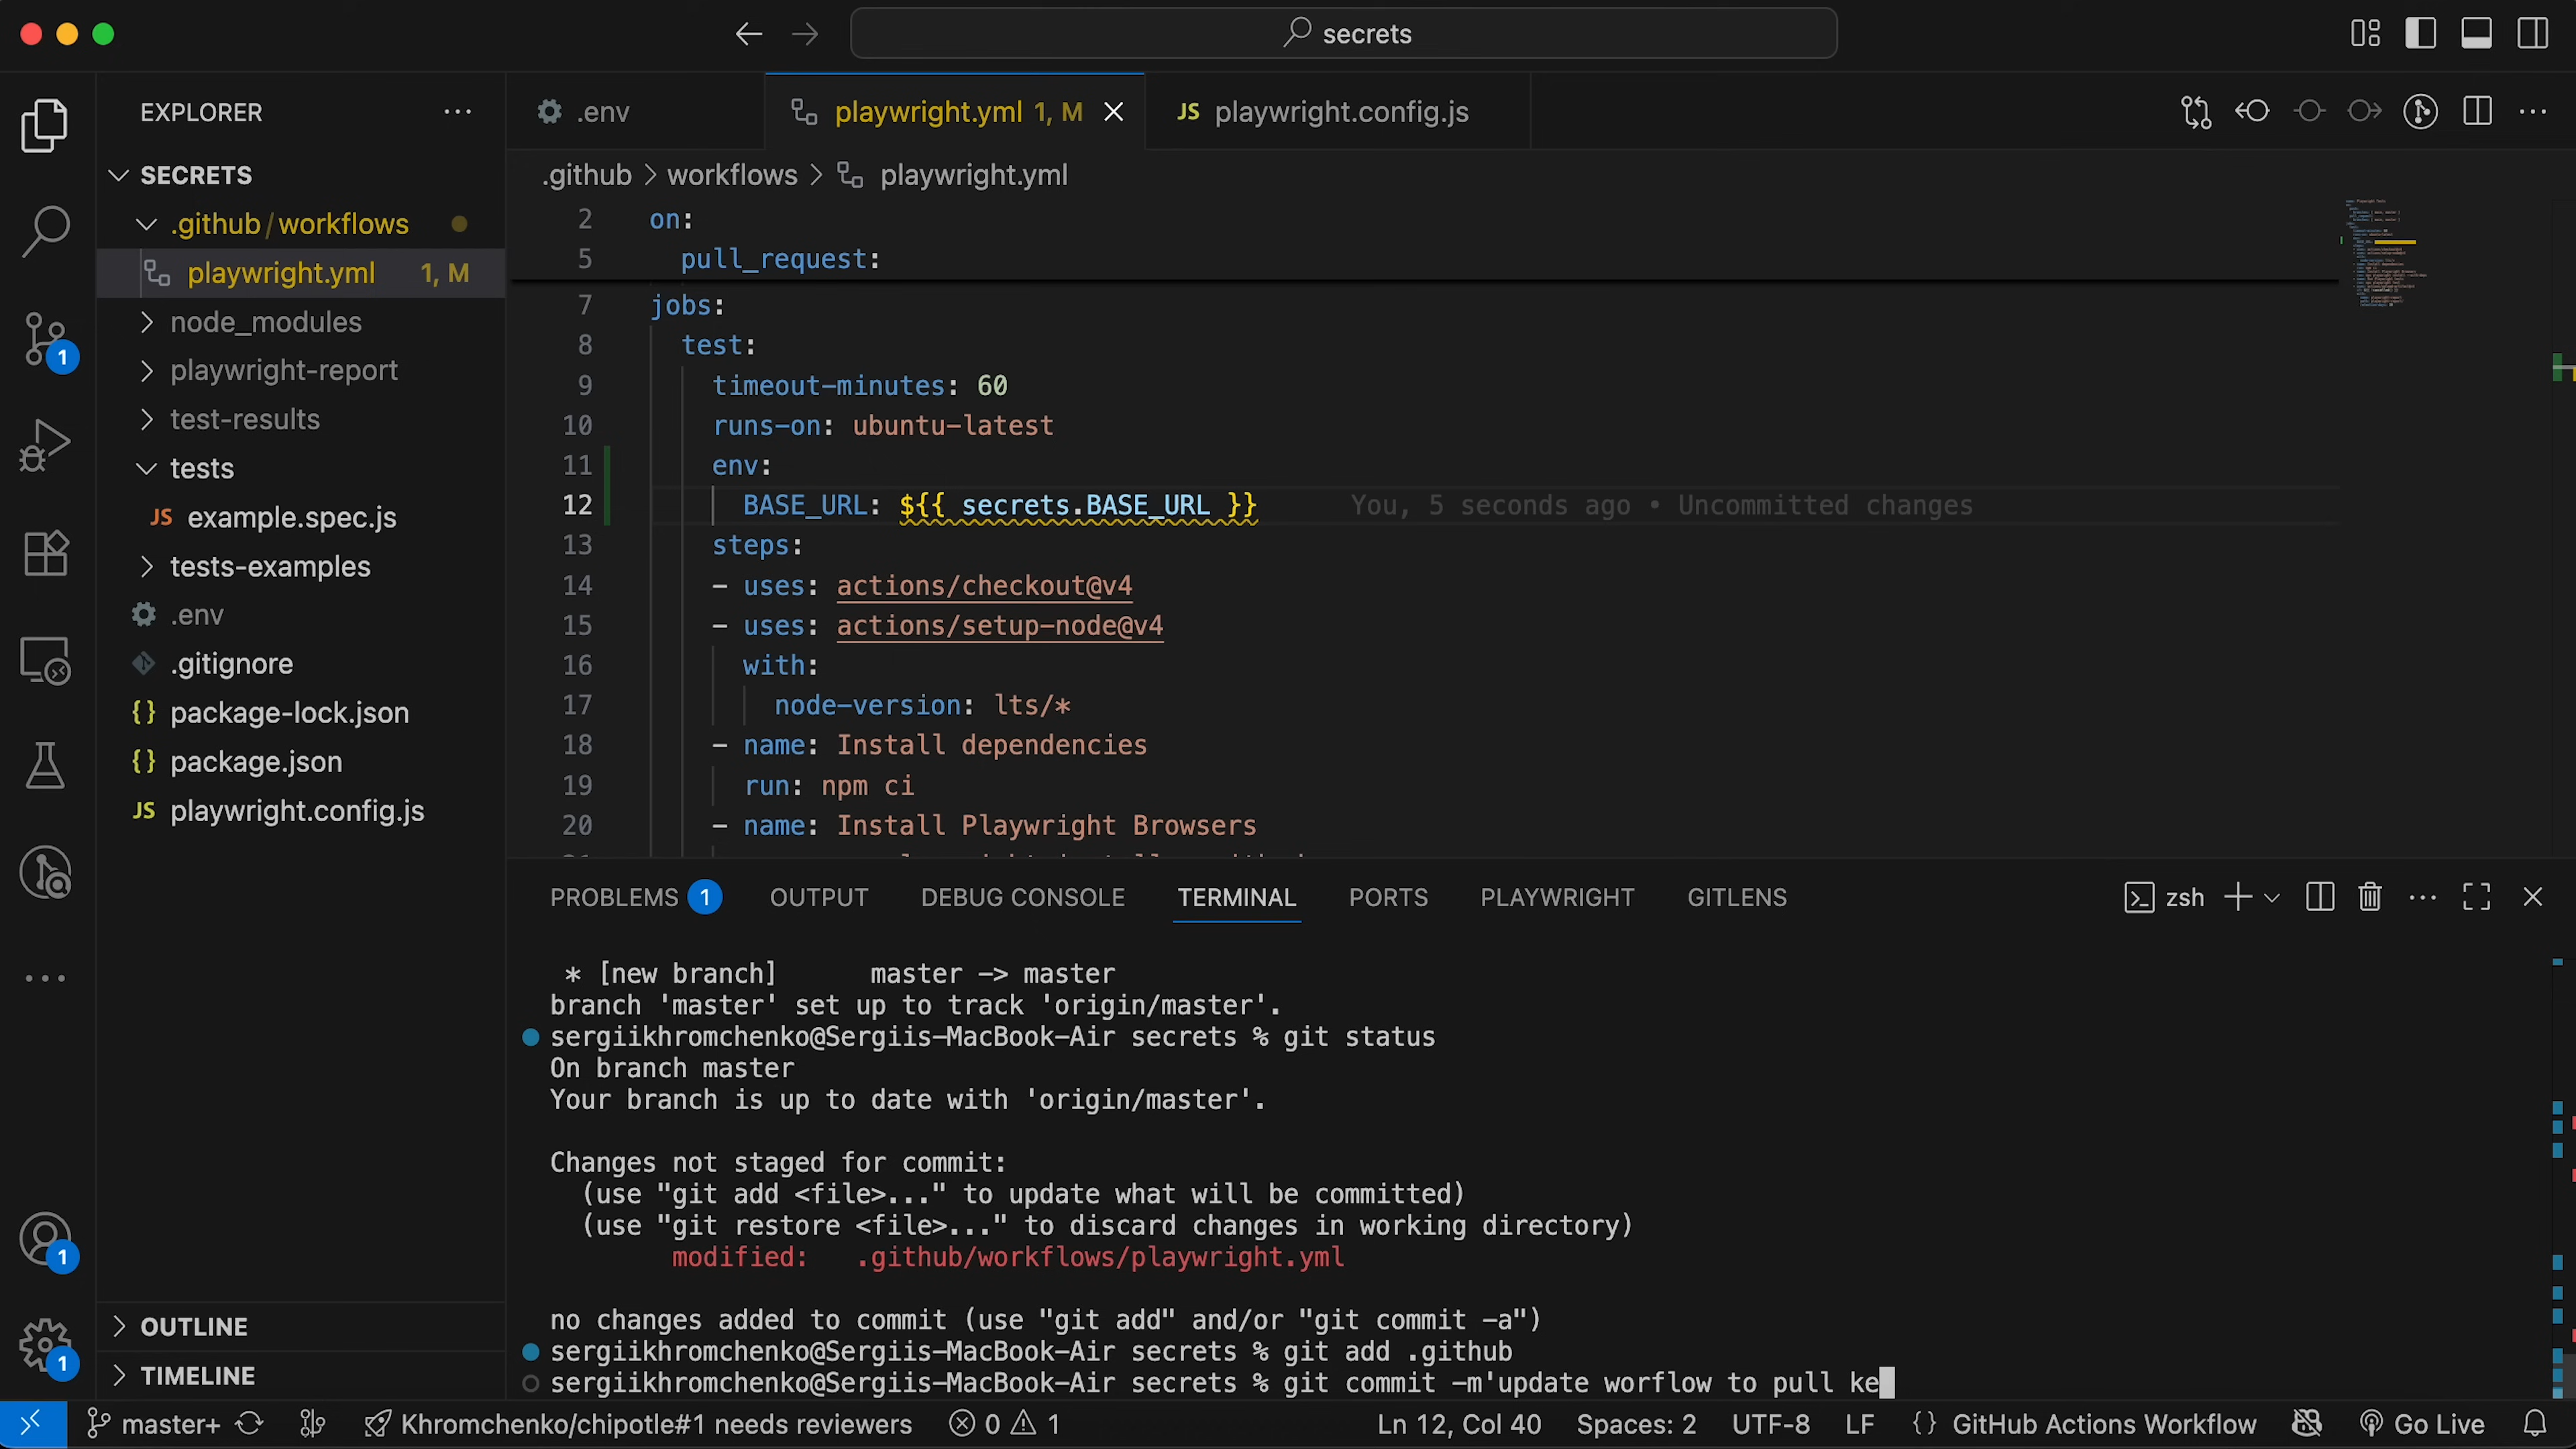 secrets
EXPLORER
SECRETS
.github/workflows
playwright.yml 1, M
node_modules
playwright-report
test-results
tests
JS example.spec.js
tests-examples
.env
.gitignore
{} package-lock.json
{} package.json
JS playwright.config.js
OUTLINE
TIMELINE
1
1
1
.env
playwright.yml 1, M
JS playwright.config.js
.github > workflows > playwright.yml
2 on:
5 pull_request:
7 jobs:
8 test:
9 timeout-minutes: 60
10 runs-on: ubuntu-latest
11 env:
12 BASE_URL: ${{ secrets.BASE_URL }} You, 5 seconds ago • Uncommitted changes
13 steps:
14 - uses: actions/checkout@v4
15 - uses: actions/setup-node@v4
16 with:
17 node-version: lts/*
18 - name: Install dependencies
19 run: npm ci
20 - name: Install Playwright Browsers
PROBLEMS 1 OUTPUT DEBUG CONSOLE TERMINAL PORTS PLAYWRIGHT GITLENS
zsh
* [new branch] master -> master
branch 'master' set up to track 'origin/master'.
sergiikhromchenko@Sergiis-MacBook-Air secrets % git status
On branch master
Your branch is up to date with 'origin/master'.
Changes not staged for commit:
(use "git add <file>..." to update what will be committed)
(use "git restore <file>..." to discard changes in working directory)
modified: .github/workflows/playwright.yml
no changes added to commit (use "git add" and/or "git commit -a")
sergiikhromchenko@Sergiis-MacBook-Air secrets % git add .github
sergiikhromchenko@Sergiis-MacBook-Air secrets % git commit -m'update worflow to pull ke
master+ Khromchenko/chipotle#1 needs reviewers 0 1 Ln 12, Col 40 Spaces: 2 UTF-8 LF {} GitHub Actions Workflow Go Live